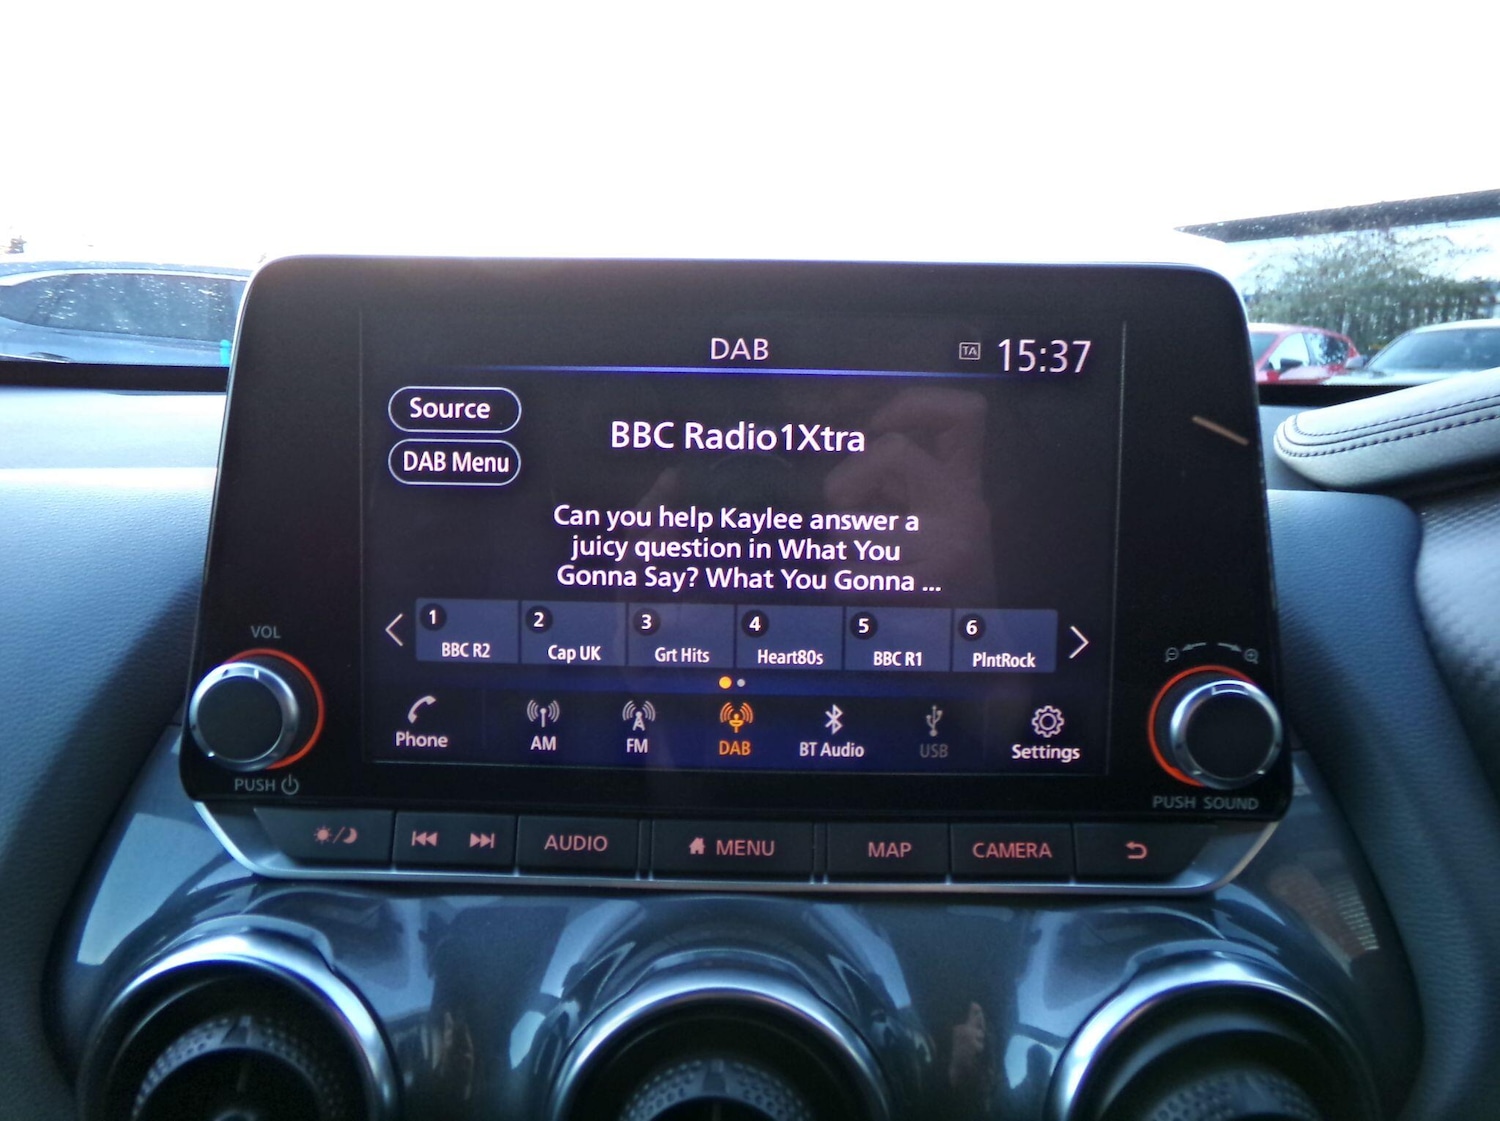 DAB
TA 15:37
Source
BBC Radio1Xtra
DAB Menu
Can you help Kaylee answer a
juicy question in What You
Gonna Say? What You Gonna ...
1 2 3 4 5 6
BBC R2 Cap UK Grt Hits Heart80s BBC R1 PlntRock
VOL
Phone AM FM DAB BT Audio USB Settings
PUSH
PUSH SOUND
AUDIO MENU MAP CAMERA